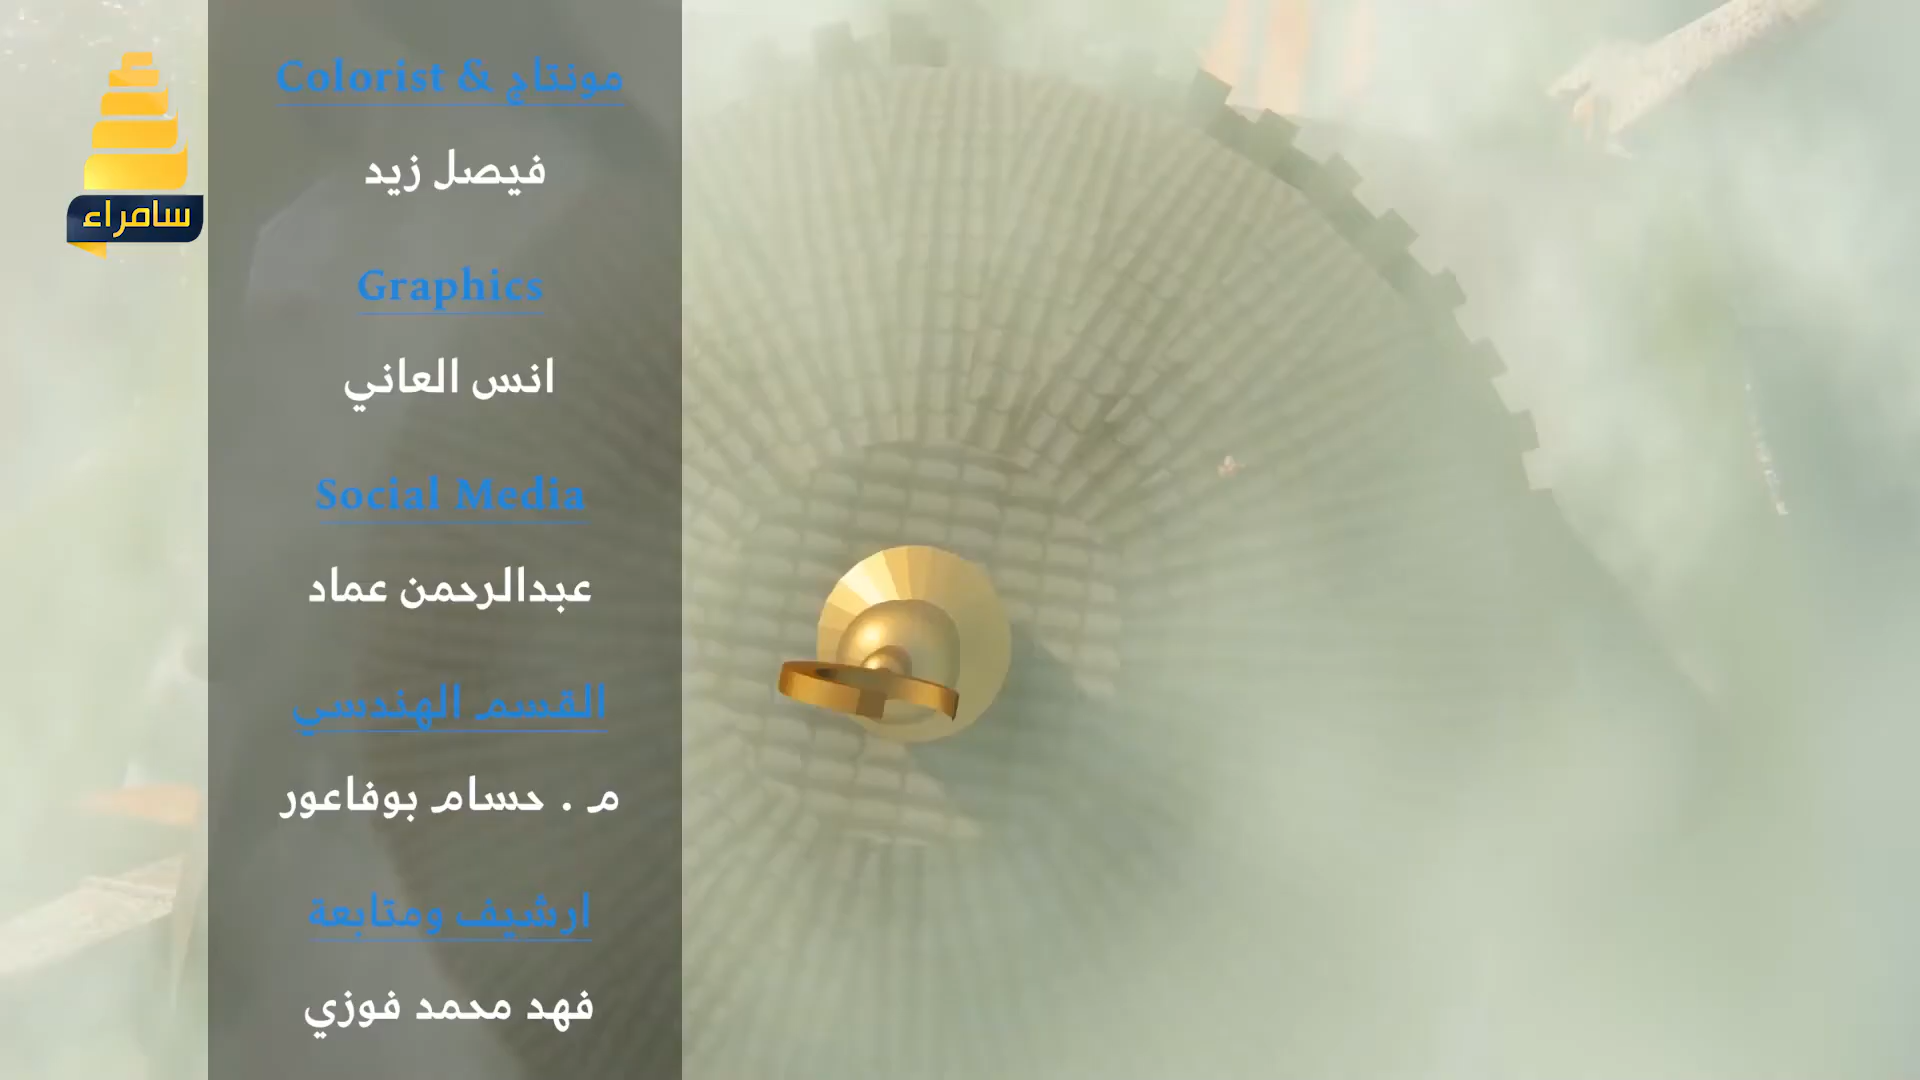 سامراء
Colorist & مونتاج
فيصل زيد
Graphics
انس العاني
Social Media
عبدالرحمن عماد
القسم الهندسي
م . حسام بوفاعور
ارشيف ومتابعة
فهد محمد فوزي